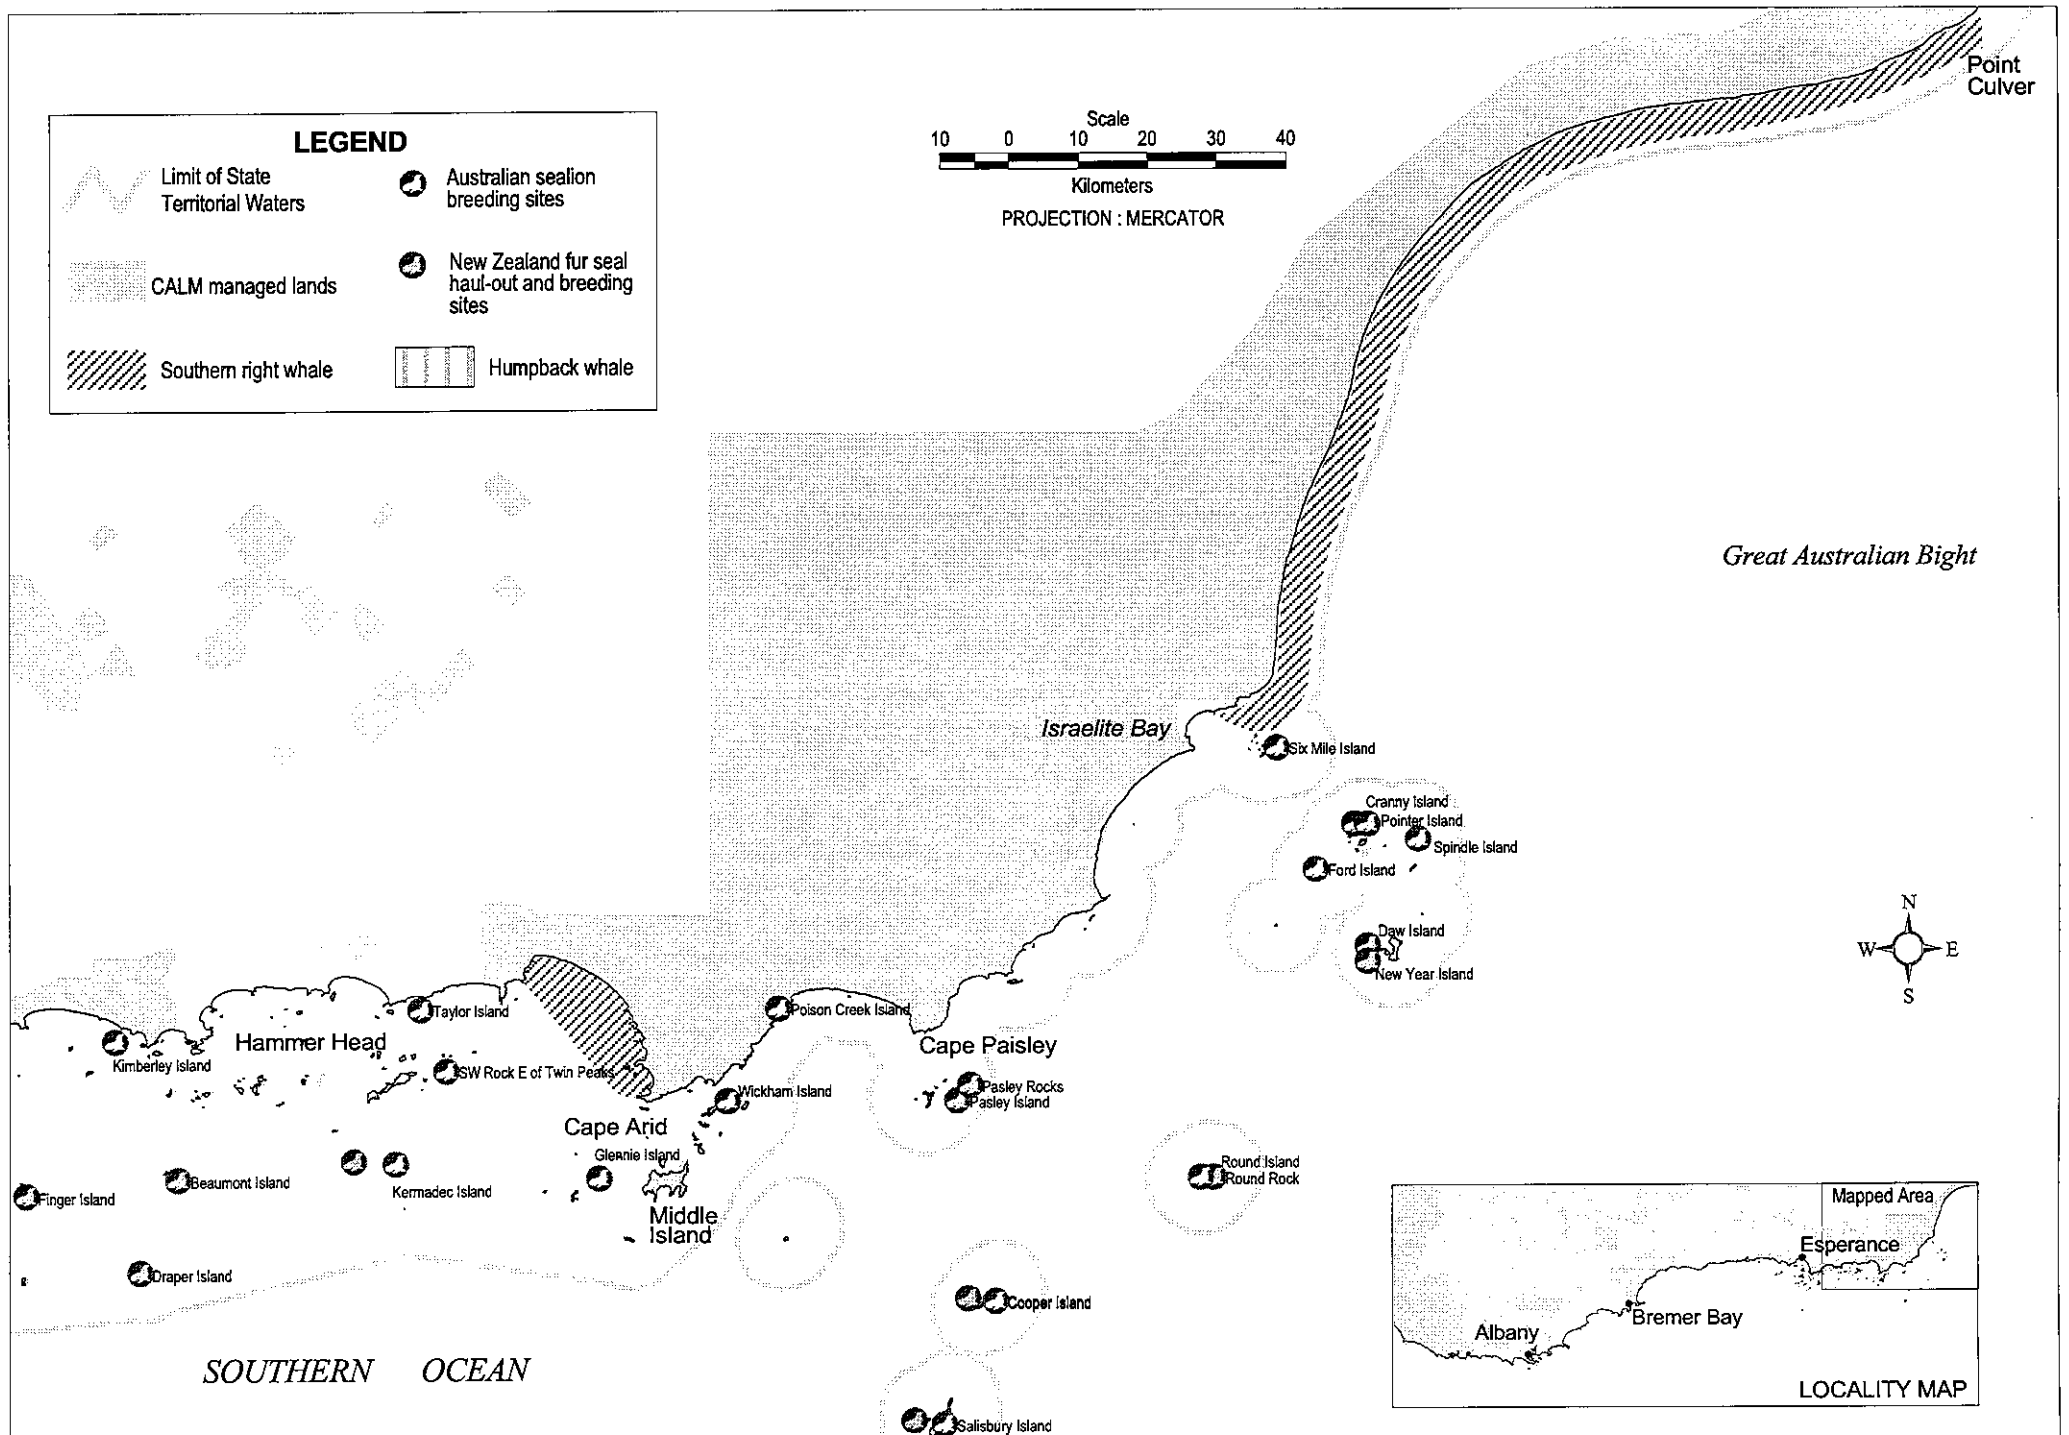 Point
Culver
LEGEND
Limit of State
Territorial Waters
Australian sealion
breeding sites
CALM managed lands
New Zealand fur seal
haul-out and breeding
sites
Southern right whale
Humpback whale
Scale
10 0 10 20 30 40
Kilometers
PROJECTION : MERCATOR
Great Australian Bight
Israelite Bay
Six Mile Island
Cranny Island
Pointer Island
Spindle Island
Ford Island
Daw Island
New Year Island
N
W E
S
Taylor Island
Poison Creek Island
Hammer Head
Cape Paisley
Kimberley Island
SW Rock E of Twin Peaks
Wickham Island
Pasley Rocks
Pasley Island
Cape Arid
Glennie Island
Round Island
Round Rock
Beaumont Island
Kermadec Island
Finger Island
Middle
Island
Draper Island
Cooper Island
SOUTHERN OCEAN
Salisbury Island
Mapped Area
Esperance
Bremer Bay
Albany
LOCALITY MAP